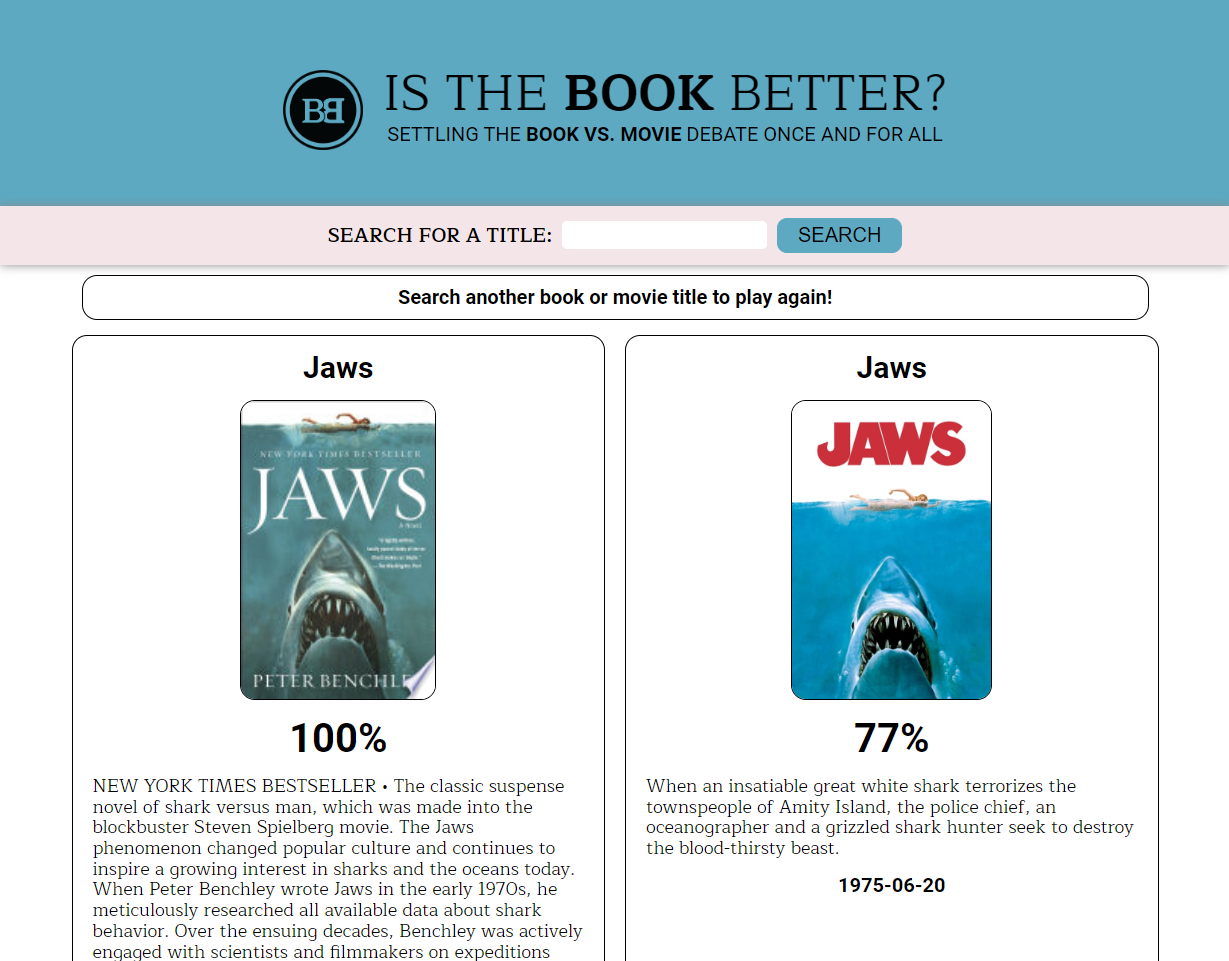 BB
IS THE BOOK BETTER?
SETTLING THE BOOK VS. MOVIE DEBATE ONCE AND FOR ALL
SEARCH FOR A TITLE: SEARCH
Search another book or movie title to play again!
Jaws
NEW YORK TIMES BESTSELLER
JAWS
A Novel
PETER BENCHLE
100%
NEW YORK TIMES BESTSELLER • The classic suspense
novel of shark versus man, which was made into the
blockbuster Steven Spielberg movie. The Jaws
phenomenon changed popular culture and continues to
inspire a growing interest in sharks and the oceans today.
When Peter Benchley wrote Jaws in the early 1970s, he
meticulously researched all available data about shark
behavior. Over the ensuing decades, Benchley was actively
engaged with scientists and filmmakers on expeditions
Jaws
JAWS
77%
When an insatiable great white shark terrorizes the
townspeople of Amity Island, the police chief, an
oceanographer and a grizzled shark hunter seek to destroy
the blood-thirsty beast.
1975-06-20